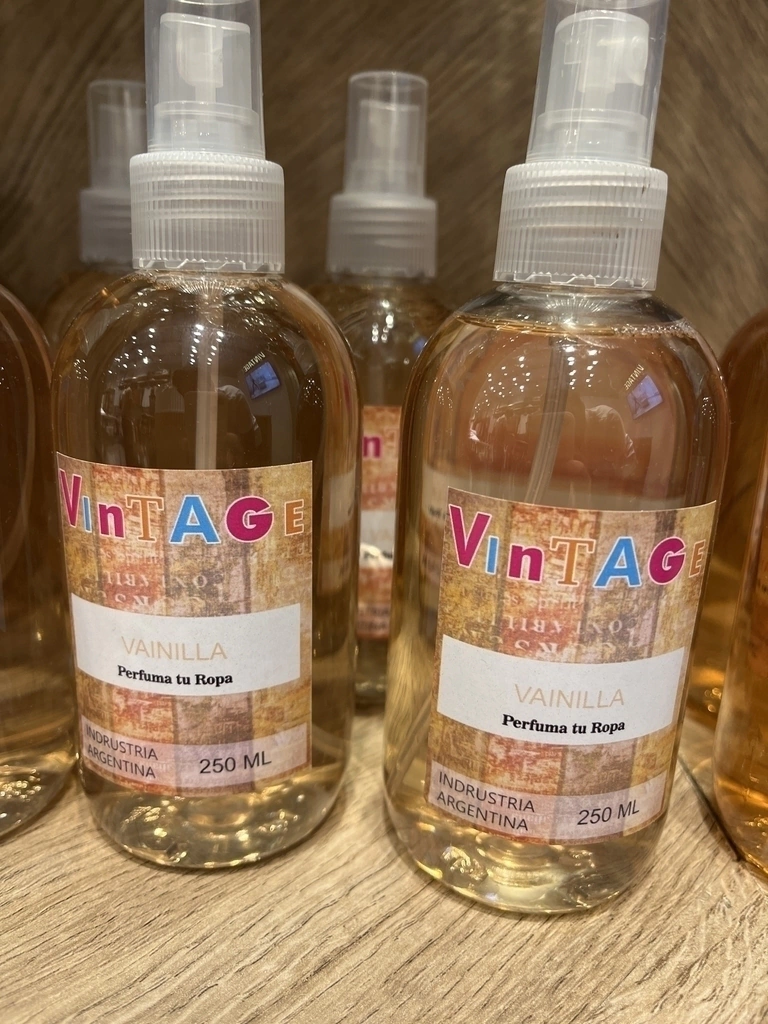 VInTAGE
VAINILLA
Perfuma tu Ropa
INDRUSTRIA
ARGENTINA
250 ML
VInTAGE
VAINILLA
Perfuma tu Ropa
INDRUSTRIA
ARGENTINA
250 ML